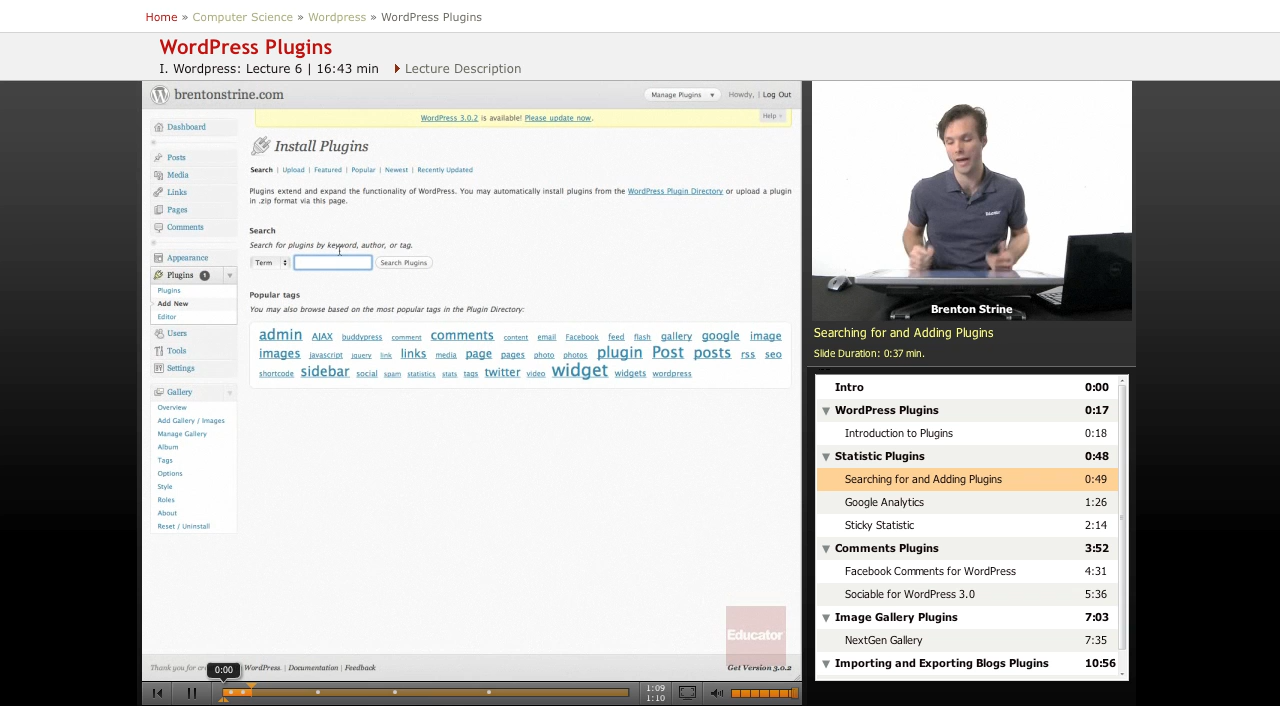 Home » Computer Science » Wordpress » WordPress Plugins
WordPress Plugins
I. Wordpress: Lecture 6 | 16:43 min Lecture Description
brentonstrine.com
Manage Plugins Howdy, | Log Out
WordPress 3.0.2 is available! Please update now.
Help
Dashboard
Posts
Media
Links
Pages
Comments
Appearance
Plugins 1
Plugins
Add New
Editor
Users
Tools
Settings
Gallery
Overview
Add Gallery / Images
Manage Gallery
Album
Tags
Options
Style
Roles
About
Reset / Uninstall
Install Plugins
Search | Upload | Featured | Popular | Newest | Recently Updated
Plugins extend and expand the functionality of WordPress. You may automatically install plugins from the WordPress Plugin Directory or upload a plugin
in .zip format via this page.
Search
Search for plugins by keyword, author, or tag.
Term Search Plugins
Popular tags
You may also browse based on the most popular tags in the Plugin Directory:
admin AJAX buddypress comment comments content email Facebook feed flash gallery google image
images Javascript jquery link links media page pages photo photos plugin Post posts rss seo
shortcode sidebar social spam statistics stats tags twitter video widget widgets wordpress
Educator
Thank you for WordPress. | Documentation | Feedback
Get Version 3.0.2
0:00
1:09
1:10
Brenton Strine
Searching for and Adding Plugins
Slide Duration: 0:37 min.
Intro 0:00
WordPress Plugins 0:17
Introduction to Plugins 0:18
Statistic Plugins 0:48
Searching for and Adding Plugins 0:49
Google Analytics 1:26
Sticky Statistic 2:14
Comments Plugins 3:52
Facebook Comments for WordPress 4:31
Sociable for WordPress 3.0 5:36
Image Gallery Plugins 7:03
NextGen Gallery 7:35
Importing and Exporting Blogs Plugins 10:56